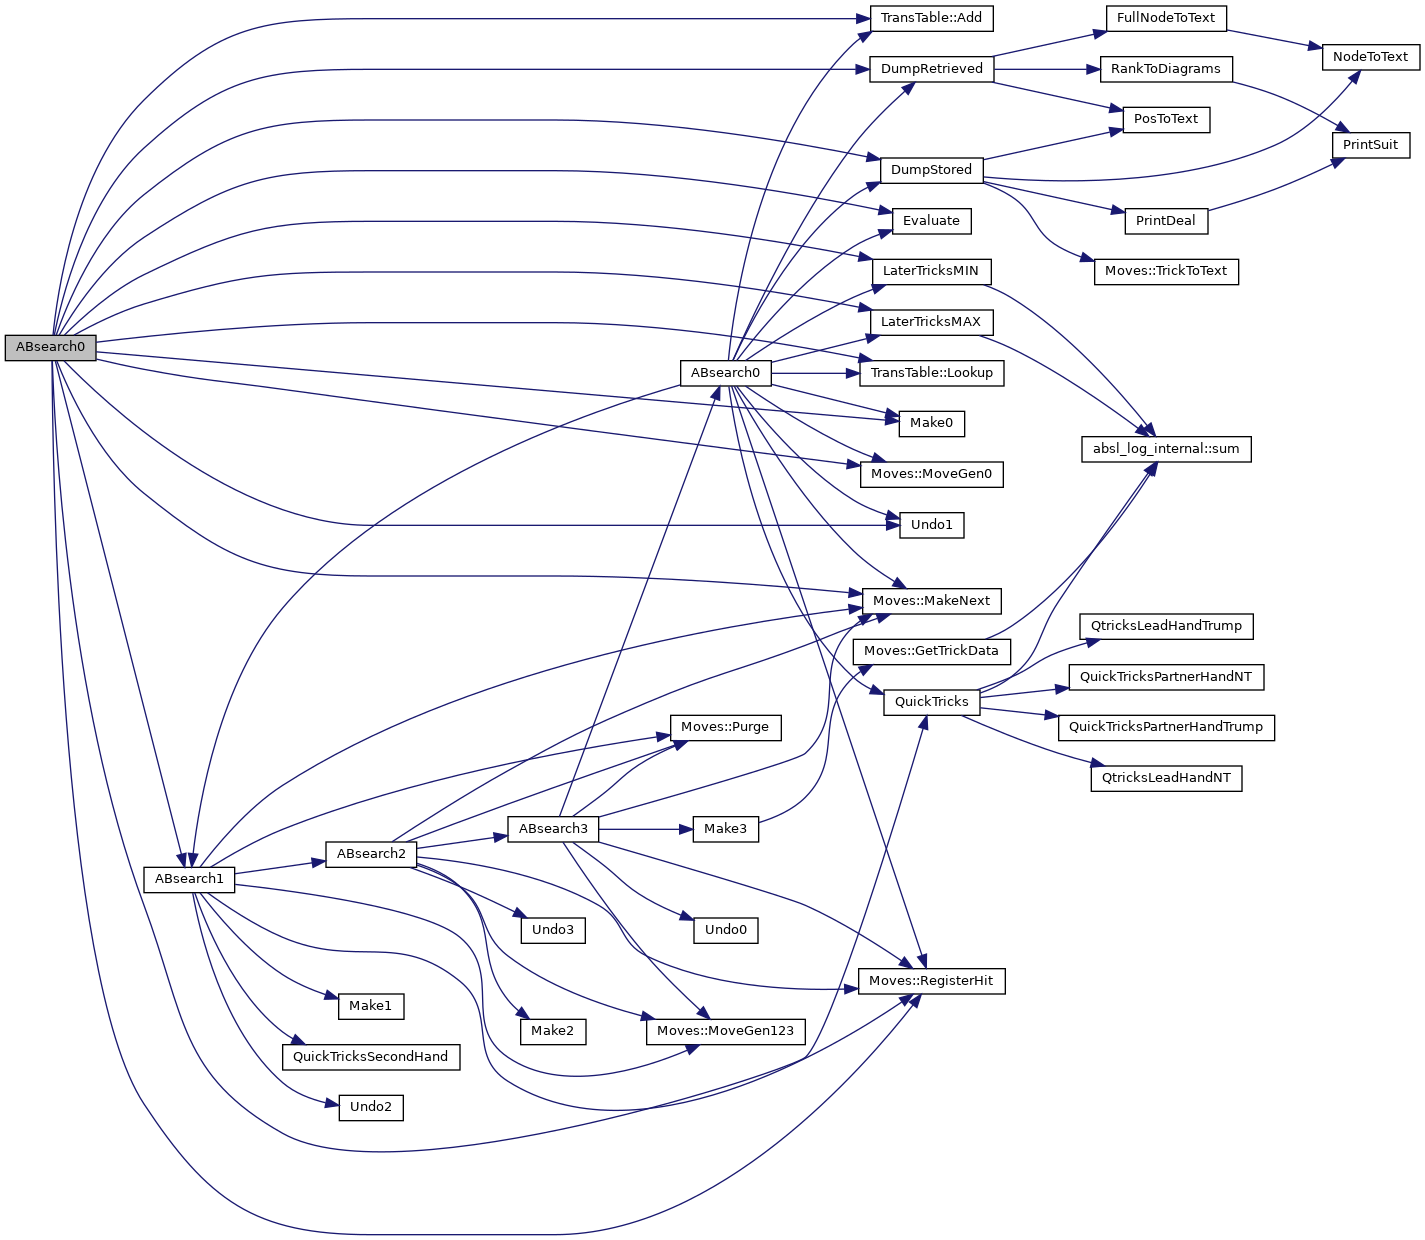 ABsearch0
TransTable::Add
DumpRetrieved
FullNodeToText
NodeToText
RankToDiagrams
PosToText
PrintSuit
DumpStored
PrintDeal
Evaluate
Moves::TrickToText
LaterTricksMIN
LaterTricksMAX
ABsearch0
TransTable::Lookup
Make0
absl_log_internal::sum
Moves::MoveGen0
Undo1
Moves::MakeNext
Moves::GetTrickData
QtricksLeadHandTrump
QuickTricks
QuickTricksPartnerHandNT
QuickTricksPartnerHandTrump
QtricksLeadHandNT
Moves::Purge
ABsearch3
Make3
ABsearch2
ABsearch1
Undo3
Undo0
Moves::RegisterHit
Make1
Make2
Moves::MoveGen123
QuickTricksSecondHand
Undo2